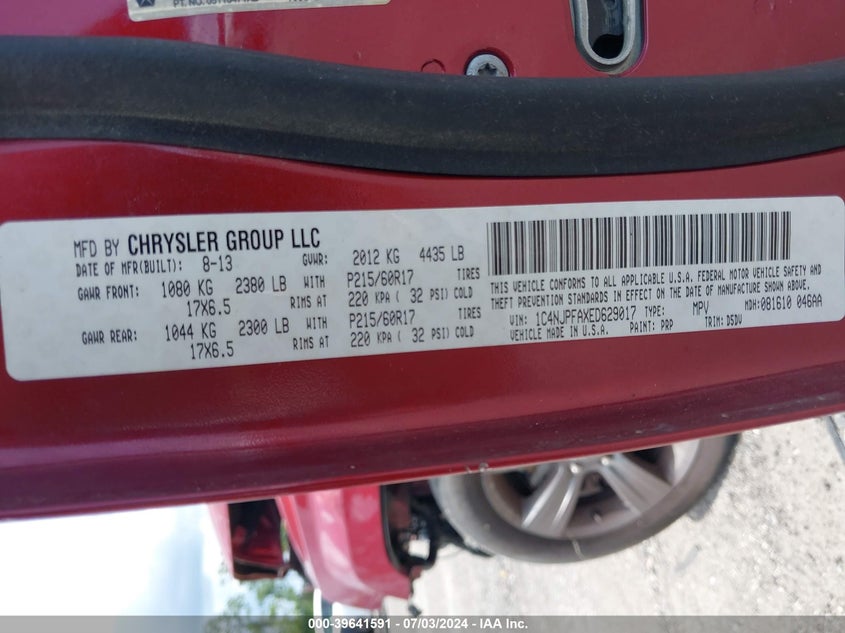 MFD BY CHRYSLER GROUP LLC
DATE OF MFR(BUILT): 8-13 GVWR: 2012 KG 4435 LB
GAWR FRONT: 1080 KG 2380 LB WITH P215/60R17 TIRES
17X6.5 RIMS AT 220 KPA ( 32 PSI) COLD
GAWR REAR: 1044 KG 2300 LB WITH P215/60R17 TIRES
17X6.5 RIMS AT 220 KPA ( 32 PSI) COLD
THIS VEHICLE CONFORMS TO ALL APPLICABLE U.S.A. FEDERAL MOTOR VEHICLE SAFETY AND
THEFT PREVENTION STANDARDS IN EFFECT ON THE DATE OF MANUFACTURE SHOWN ABOVE.
VIN: 1C4NJPFAXED629017 TYPE: MPV MDH:081610 046AA
VEHICLE MADE IN U.S.A. PAINT: PRP TRIM: D5DV
000-39641591 - 07/03/2024 - IAA Inc.